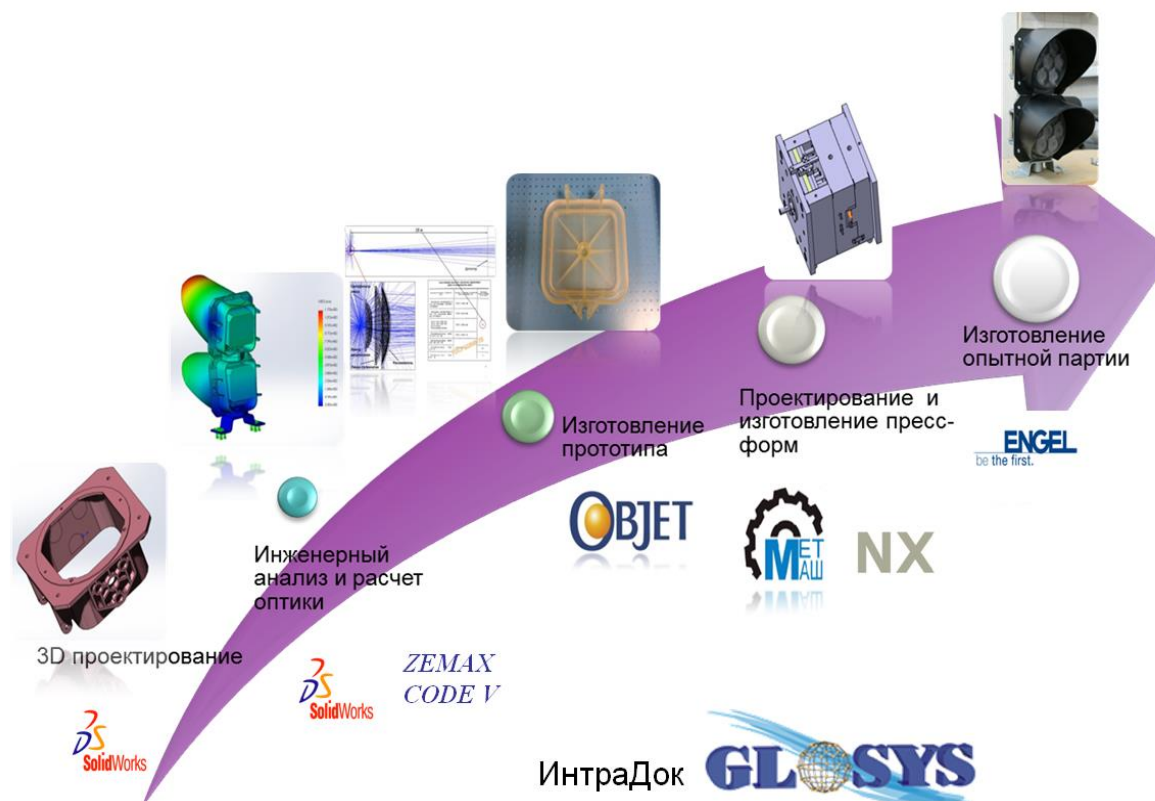 3D проектирование
SolidWorks
Инженерный
анализ и расчет
оптики
SolidWorks
ZEMAX
CODE V
Изготовление
прототипа
OBJET
Проектирование и
изготовление пресс-
форм
МЕТ
МАШ
NX
Изготовление
опытной партии
ENGEL
be the first.
ИнтраДок
GLOSYS